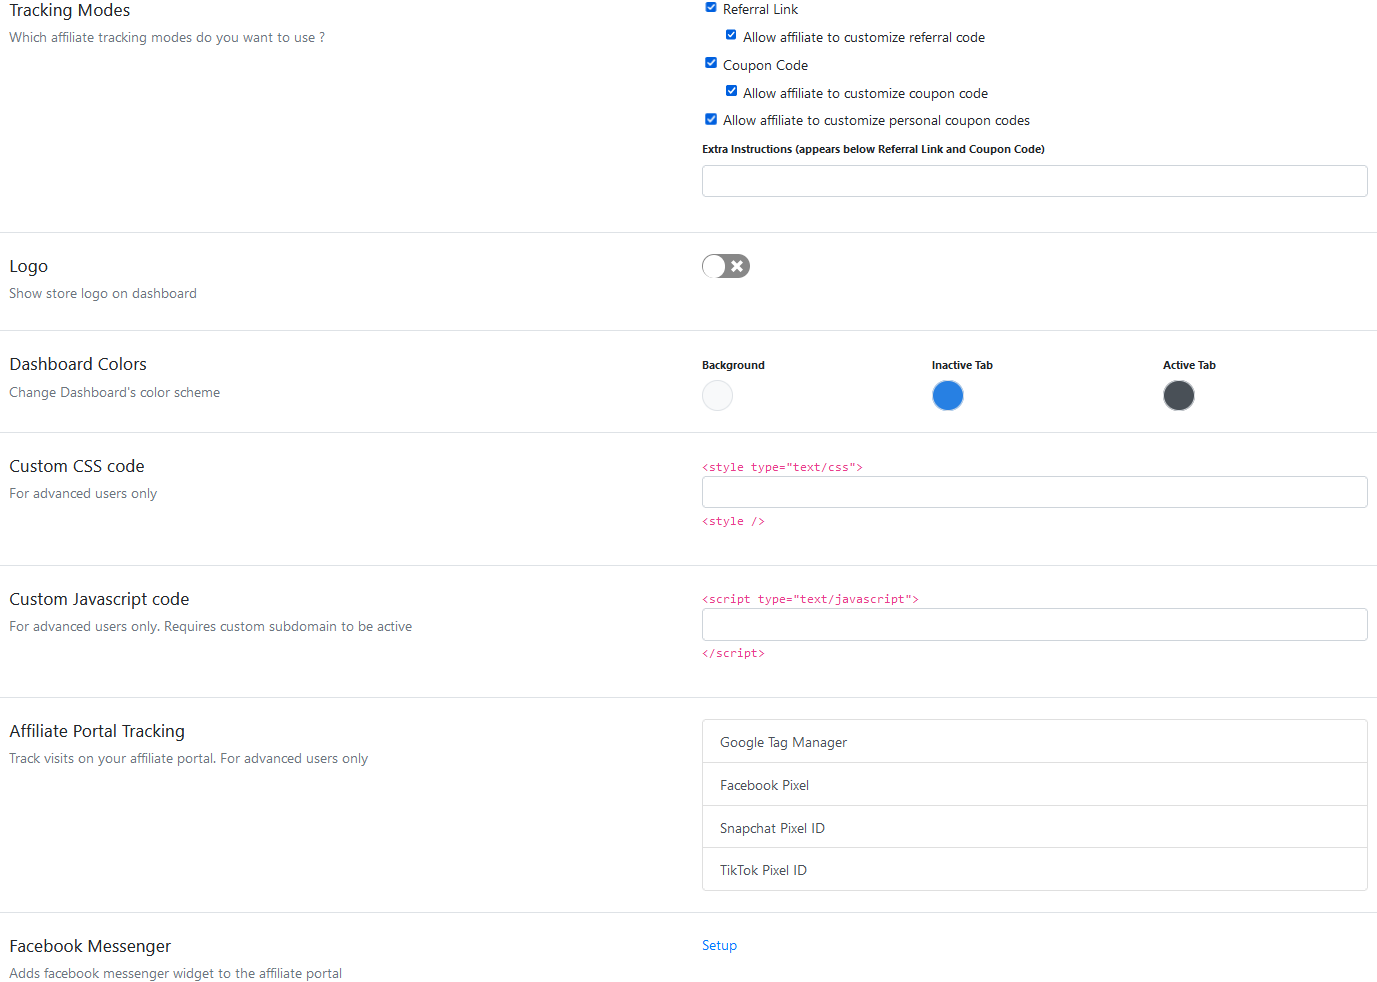 Tracking Modes
Which affiliate tracking modes do you want to use ?
Referral Link
Allow affiliate to customize referral code
Coupon Code
Allow affiliate to customize coupon code
Allow affiliate to customize personal coupon codes
Extra Instructions (appears below Referral Link and Coupon Code)
Logo
Show store logo on dashboard
Dashboard Colors
Change Dashboard's color scheme
Background
Inactive Tab
Active Tab
Custom CSS code
For advanced users only
<style type="text/css">
<style />
Custom Javascript code
For advanced users only. Requires custom subdomain to be active
<script type="text/javascript">
</script>
Affiliate Portal Tracking
Track visits on your affiliate portal. For advanced users only
Google Tag Manager
Facebook Pixel
Snapchat Pixel ID
TikTok Pixel ID
Facebook Messenger
Adds facebook messenger widget to the affiliate portal
Setup